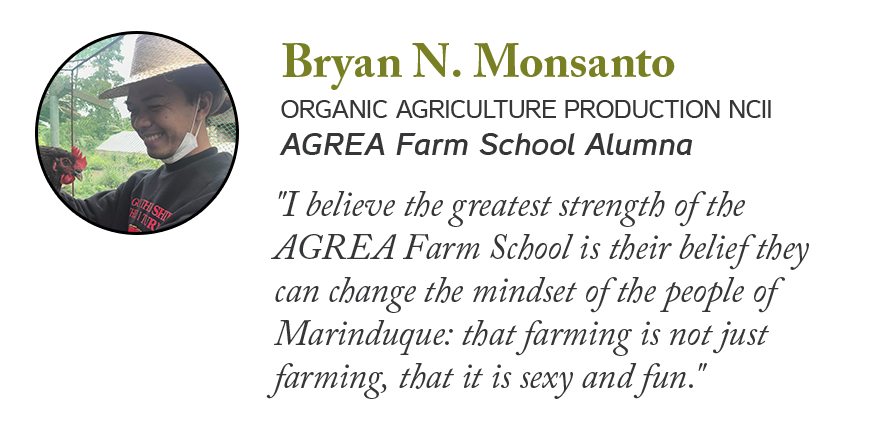 Bryan N. Monsanto
ORGANIC AGRICULTURE PRODUCTION NCII
AGREA Farm School Alumna
"I believe the greatest strength of the
AGREA Farm School is their belief they
can change the mindset of the people of
Marinduque: that farming is not just
farming, that it is sexy and fun."